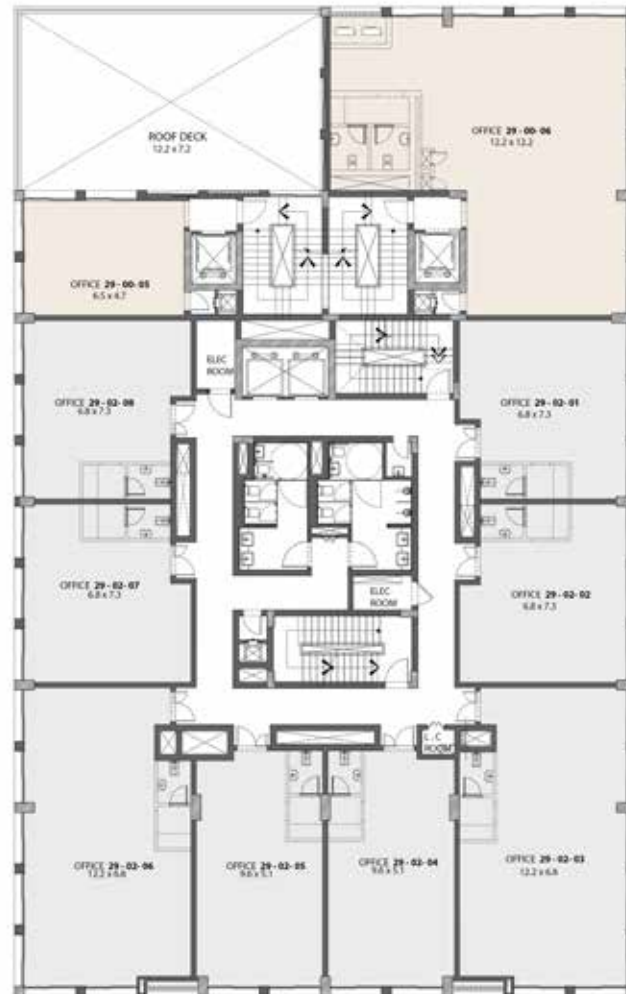 ROOF DECK
12.2 x 7.2
OFFICE 29-00-06
12.2 x 12.2
OFFICE 29-00-05
6.5 x 4.7
ELEC
ROOM
OFFICE 29-02-08
6.8 x 7.3
OFFICE 29-02-01
6.8 x 7.3
OFFICE 29-02-07
6.8 x 7.3
ELEC
ROOM
OFFICE 29-02-02
6.8 x 7.3
L.C
ROOM
OFFICE 29-02-06
12.2 x 6.8
OFFICE 29-02-05
9.6 x 5.1
OFFICE 29-02-04
9.6 x 5.1
OFFICE 29-02-03
12.2 x 6.8